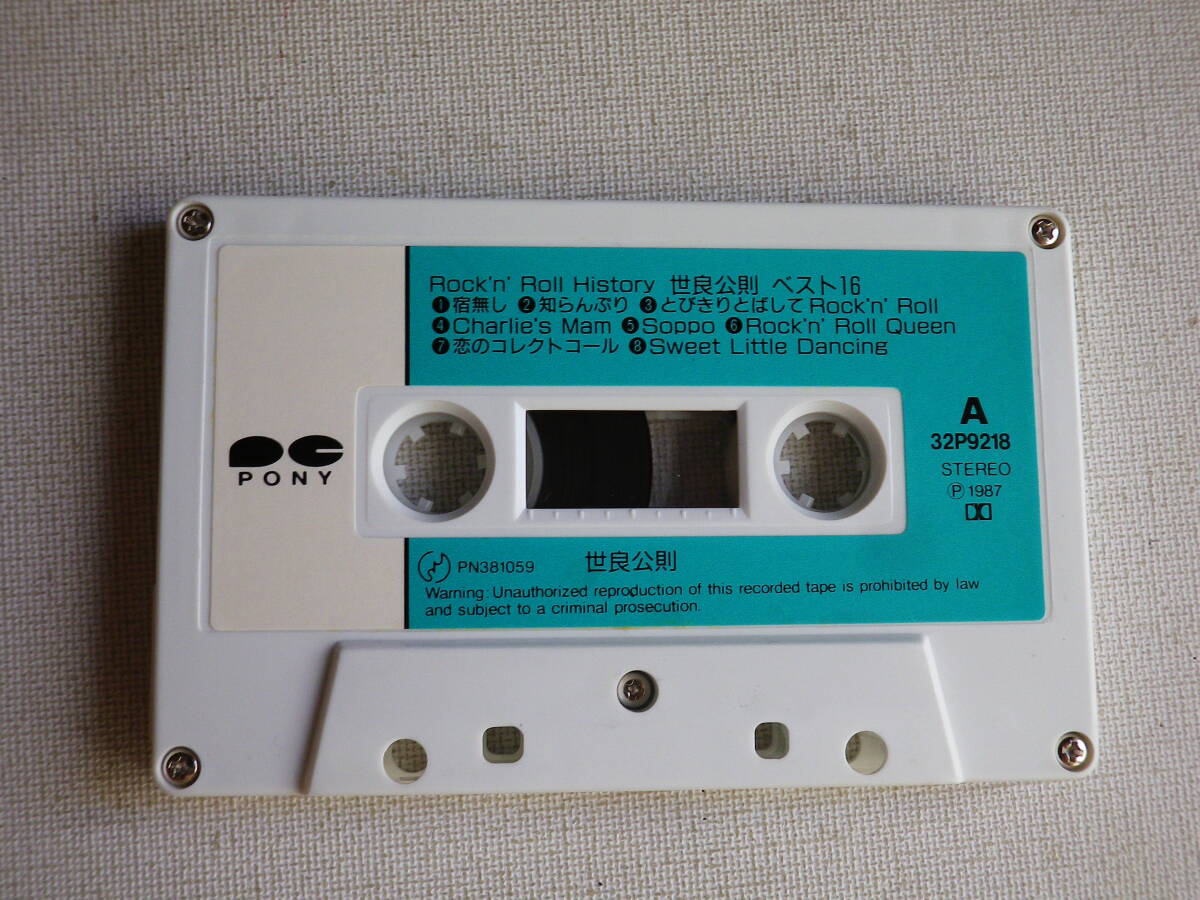 Rock'n' Roll History 世良公則 ベスト16
❶宿無し ❷知らんぷり ❸とびきりとばしてRock'n' Roll
❹Charlie's Mam ❺Soppo ❻Rock'n' Roll Queen
❼恋のコレクトコール ❽Sweet Little Dancing
PONY
A
32P9218
STEREO
Ⓟ 1987
PN381059 世良公則
Warning: Unauthorized reproduction of this recorded tape is prohibited by law
and subject to a criminal prosecution.